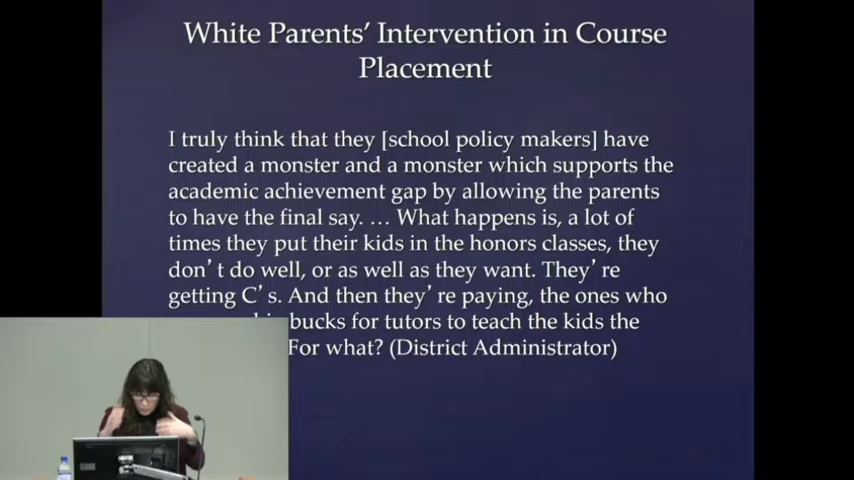 White Parents' Intervention in Course
Placement
I truly think that they [school policy makers] have
created a monster and a monster which supports the
academic achievement gap by allowing the parents
to have the final say. … What happens is, a lot of
times they put their kids in the honors classes, they
don't do well, or as well as they want. They're
getting C's. And then they're paying, the ones who
bucks for tutors to teach the kids the
For what? (District Administrator)